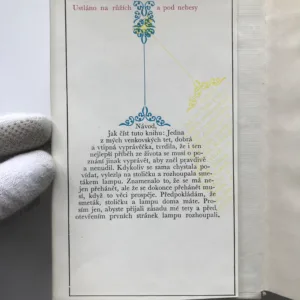 Ustláno na růžích a pod nebesy
Návod,
Jak číst tuto knihu: Jedna
z mých venkovských tet, dobrá
a vtipná vyprávěčka, tvrdila, že i ten
nejlepší příběh ze života se musí o po-
znání jinak vyprávět, aby zněl pravdivě
a nenudil. Kdykoliv se sama chystala po-
vídat, vylezla na stoličku a rozhoupala sme-
tákem lampu. Znamenalo to, že se má ne-
jen přehánět, ale že se dokonce přehánět mu-
sí, když to věci prospěje. Předpokládám, že
smeták, stoličku a lampu doma máte. Pro-
sím jen, abyste přijali zásadu mé tety a před
otevřením prvních stránek lampu rozhoupali,